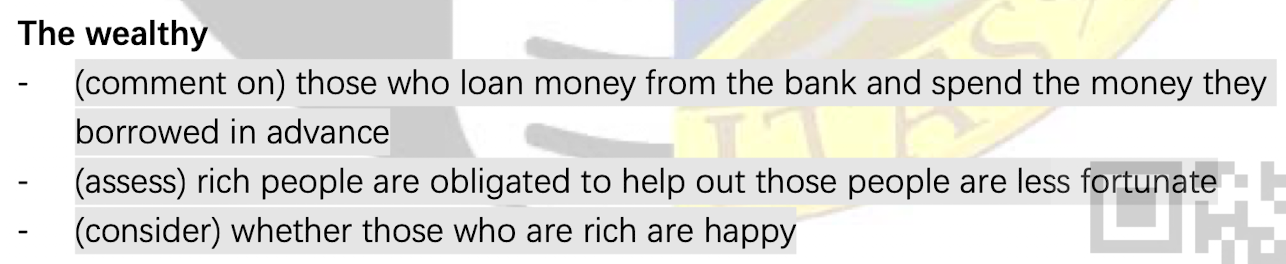 The wealthy
- (comment on) those who loan money from the bank and spend the money they
borrowed in advance
- (assess) rich people are obligated to help out those people are less fortunate
- (consider) whether those who are rich are happy
ITAS